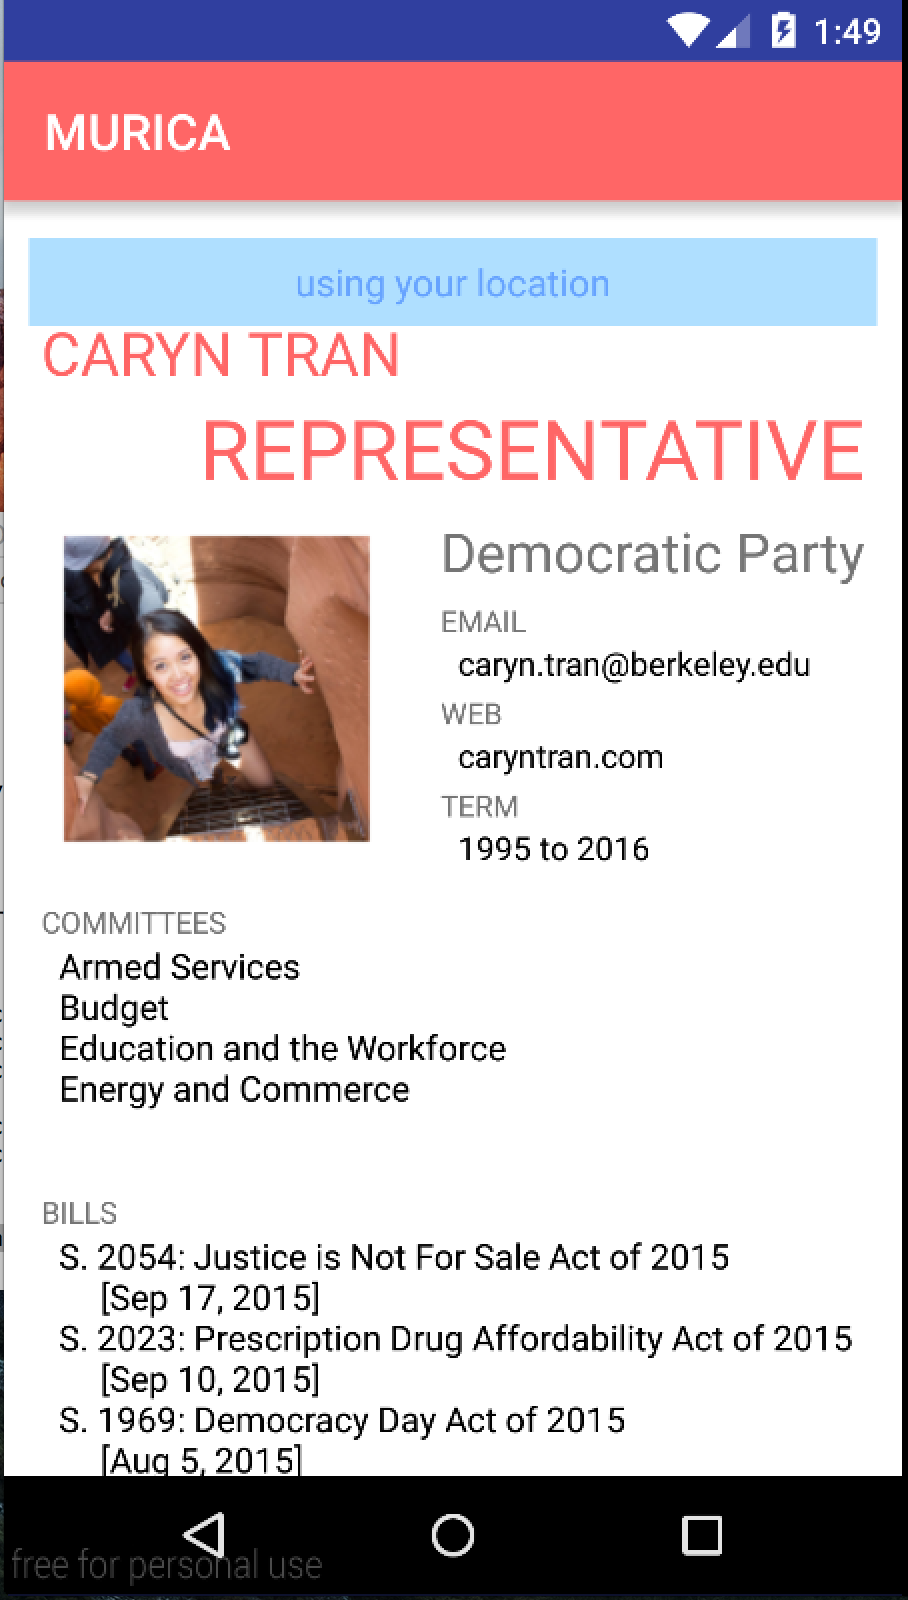 1:49
MURICA
using your location
CARYN TRAN
REPRESENTATIVE
Democratic Party
EMAIL
caryn.tran@berkeley.edu
WEB
caryntran.com
TERM
1995 to 2016
COMMITTEES
Armed Services
Budget
Education and the Workforce
Energy and Commerce
BILLS
S. 2054: Justice is Not For Sale Act of 2015
[Sep 17, 2015]
S. 2023: Prescription Drug Affordability Act of 2015
[Sep 10, 2015]
S. 1969: Democracy Day Act of 2015
[Aug 5, 2015]
free for personal use